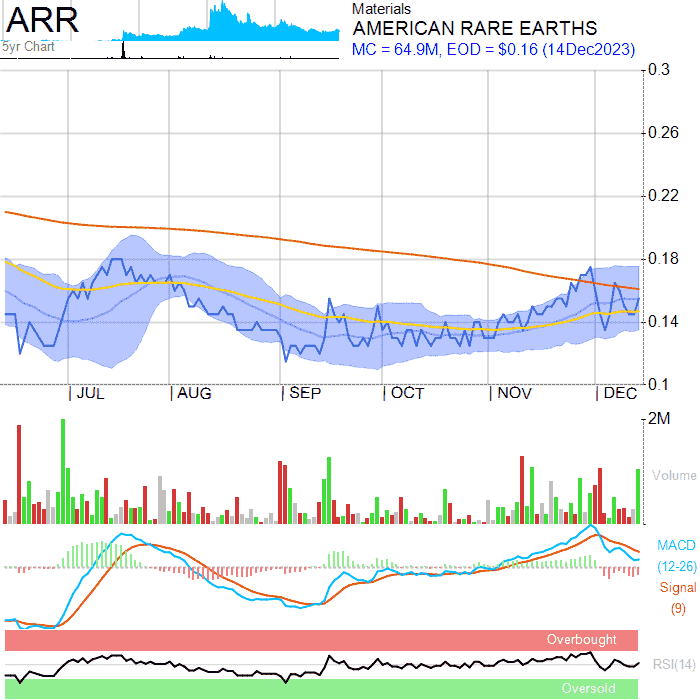 ARR
5yr Chart
Materials
AMERICAN RARE EARTHS
MC = 64.9M, EOD = $0.16 (14Dec2023)
0.3
0.26
0.22
0.18
0.14
0.1
JUL AUG SEP OCT NOV DEC
2M
Volume
MACD
(12-26)
Signal
(9)
Overbought
RSI(14)
Oversold